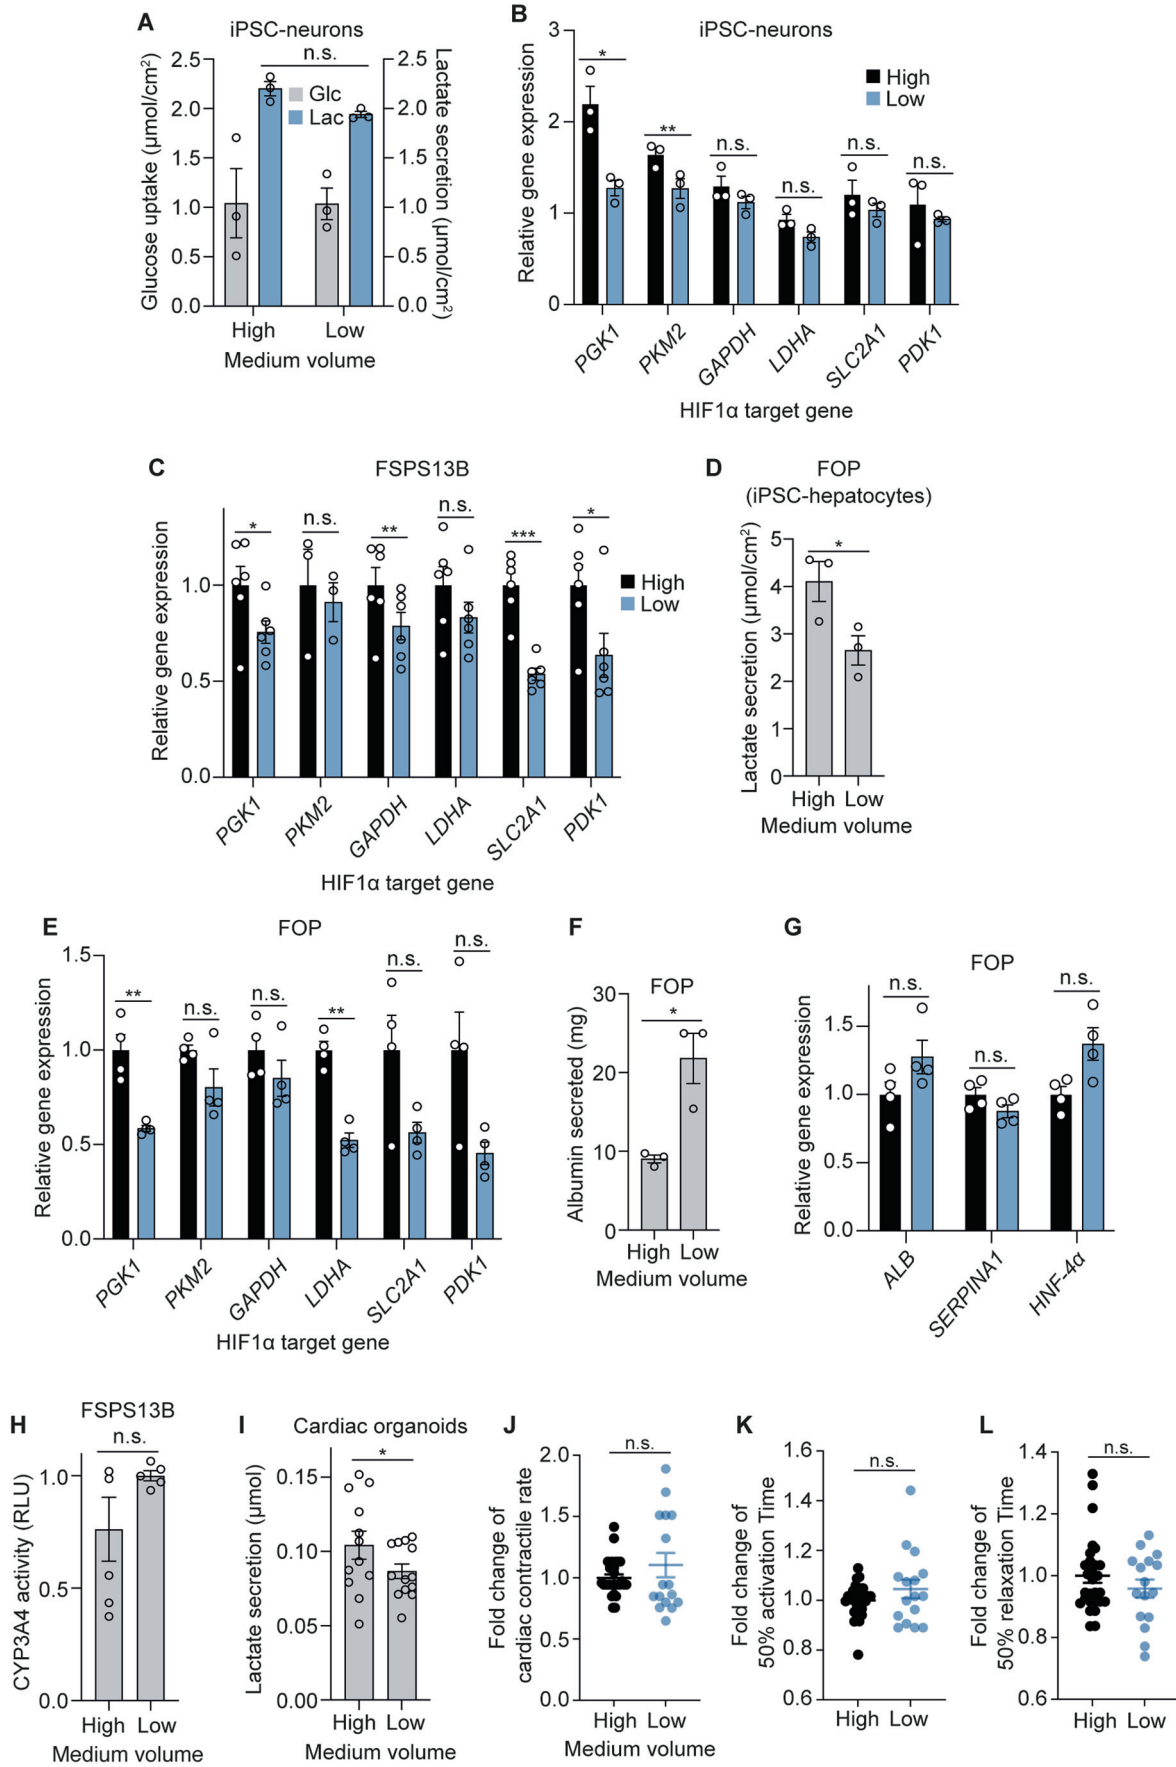 A
iPSC-neurons
n.s.
Glc
Lac
Glucose uptake (µmol/cm²)
2.5
2.0
1.5
1.0
0.5
0.0
Lactate secretion (µmol/cm²)
2.5
2.0
1.5
1.0
0.5
0.0
High Low
Medium volume
B
iPSC-neurons
High
Low
Relative gene expression
3
2
1
0
*
**
n.s.
n.s.
n.s.
n.s.
PGK1
PKM2
GAPDH
LDHA
SLC2A1
PDK1
HIF1α target gene
C
FSPS13B
High
Low
Relative gene expression
1.0
0.5
0.0
*
n.s.
**
n.s.
***
*
PGK1
PKM2
GAPDH
LDHA
SLC2A1
PDK1
HIF1α target gene
D
FOP
(iPSC-hepatocytes)
*
Lactate secretion (µmol/cm²)
5
4
3
2
1
0
High Low
Medium volume
E
FOP
Relative gene expression
1.5
1.0
0.5
0.0
**
n.s.
n.s.
**
n.s.
n.s.
PGK1
PKM2
GAPDH
LDHA
SLC2A1
PDK1
HIF1α target gene
F
FOP
*
Albumin secreted (mg)
30
20
10
0
High Low
Medium volume
G
FOP
Relative gene expression
1.5
1.0
0.5
0.0
n.s.
n.s.
n.s.
ALB
SERPINA1
HNF-4α
H
FSPS13B
n.s.
CYP3A4 activity (RLU)
1.0
0.5
0.0
High Low
Medium volume
I
Cardiac organoids
*
Lactate secretion (µmol)
0.15
0.10
0.05
0.00
High Low
Medium volume
J
n.s.
Fold change of
cardiac contractile rate
2.0
1.5
1.0
0.5
0.0
High Low
Medium volume
K
n.s.
Fold change of
50% activation Time
1.6
1.4
1.2
1.0
0.8
0.6
High Low
L
n.s.
Fold change of
50% relaxation Time
1.4
1.2
1.0
0.8
0.6
High Low